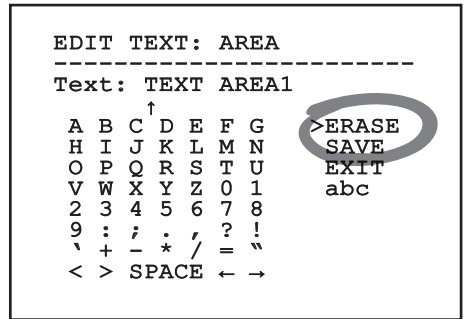 EDIT TEXT: AREA
------------------------
Text: TEXT AREA1
↑
A B C D E F G >ERASE
H I J K L M N SAVE
O P Q R S T U EXIT
V W X Y Z 0 1 abc
2 3 4 5 6 7 8
9 : ; . , ? !
‵ + – * / = ‶
< > SPACE ← →